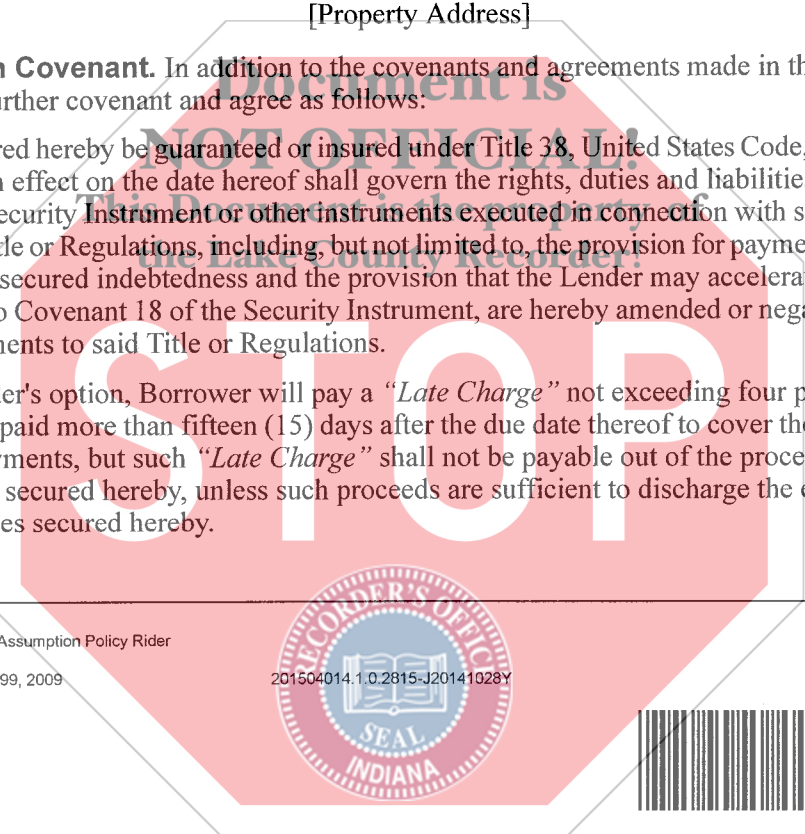 [Property Address]
n Covenant. In addition to the covenants and agreements made in th
urther covenant and agree as follows:
Document is
NOT OFFICIAL!
This Document is the property of
the Lake County Recorder!
red hereby be guaranteed or insured under Title 38, United States Code,
n effect on the date hereof shall govern the rights, duties and liabilitie
ecurity Instrument or other instruments executed in connection with s
tle or Regulations, including, but not limited to, the provision for payme
secured indebtedness and the provision that the Lender may accelera
o Covenant 18 of the Security Instrument, are hereby amended or nega
ments to said Title or Regulations.
STOP
er's option, Borrower will pay a “Late Charge” not exceeding four p
paid more than fifteen (15) days after the due date thereof to cover the
yments, but such “Late Charge” shall not be payable out of the procee
secured hereby, unless such proceeds are sufficient to discharge the e
es secured hereby.
RECORDER'S OFFICE
SEAL
INDIANA
Assumption Policy Rider
99, 2009
201504014.1.0.2815-J20141028Y